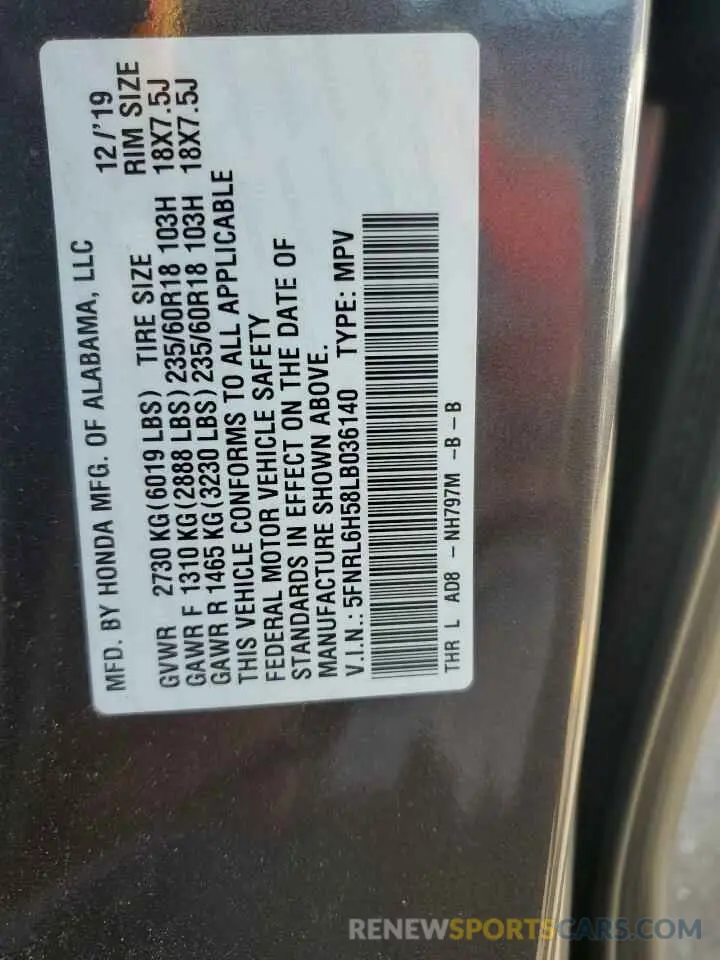 MFD. BY HONDA MFG. OF ALABAMA, LLC 12/'19
GVWR 2730 KG(6019 LBS) TIRE SIZE RIM SIZE
GAWR F 1310 KG(2888 LBS) 235/60R18 103H 18X7.5J
GAWR R 1465 KG(3230 LBS) 235/60R18 103H 18X7.5J
THIS VEHICLE CONFORMS TO ALL APPLICABLE
FEDERAL MOTOR VEHICLE SAFETY
STANDARDS IN EFFECT ON THE DATE OF
MANUFACTURE SHOWN ABOVE.
V.I.N.: 5FNRL6H58LB036140 TYPE: MPV
THR L AD8 - NH797M -B-B
RENEWSPORTSCARS.COM